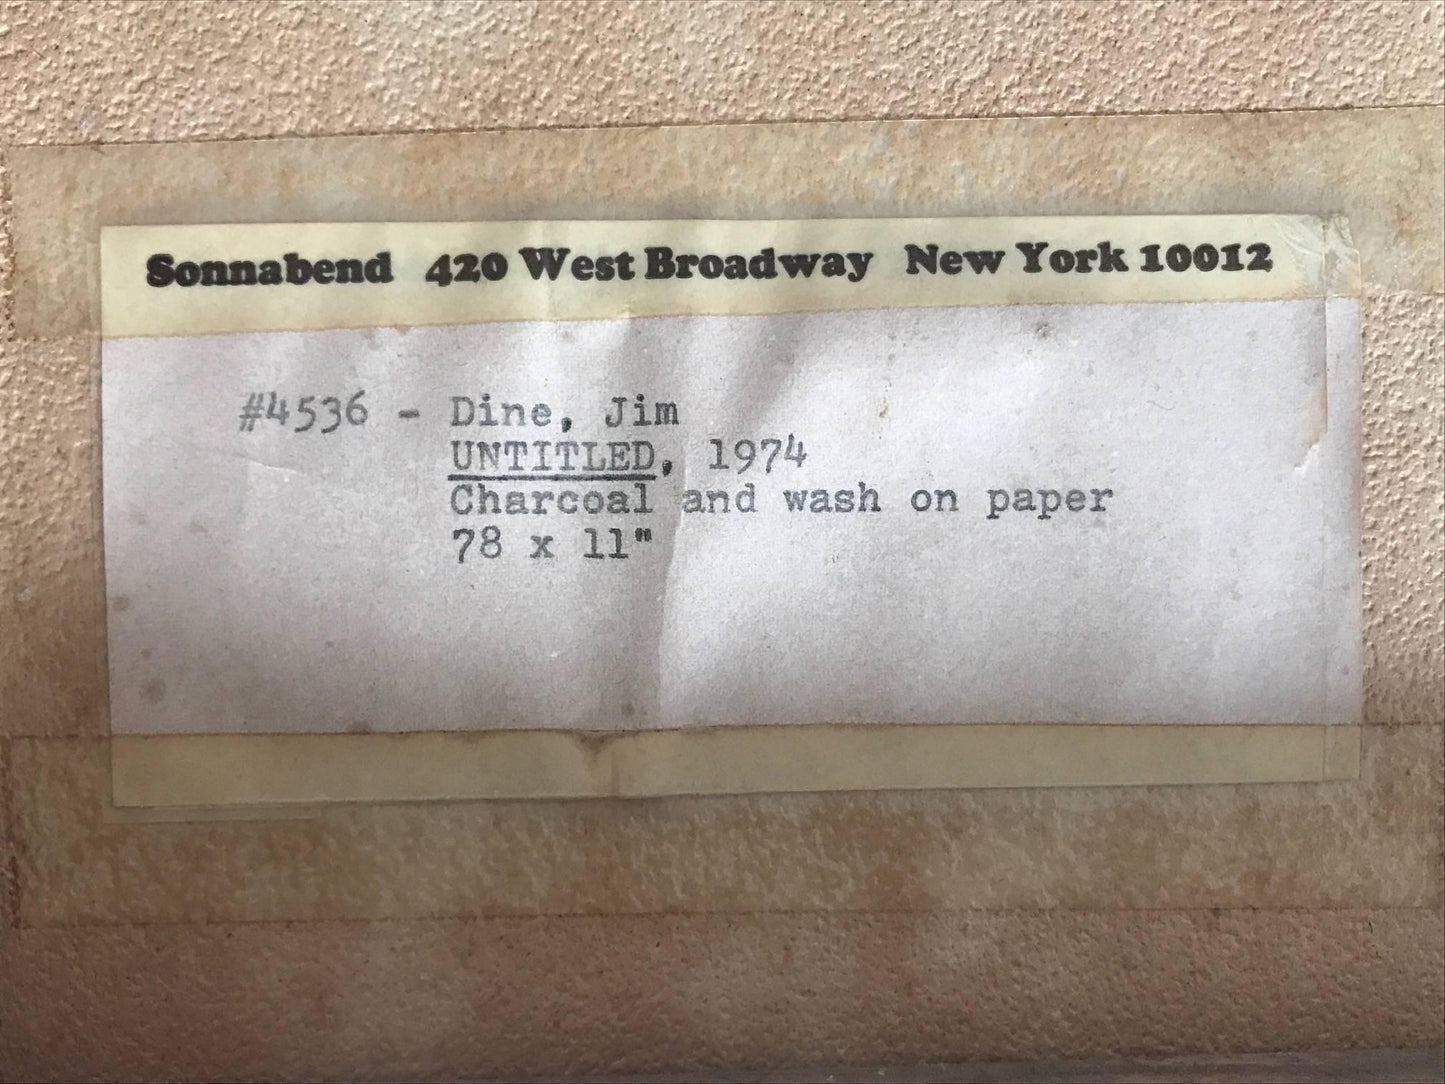 Sonnabend 420 West Broadway New York 10012
#4536 - Dine, Jim
UNTITLED, 1974
Charcoal and wash on paper
78 x 11"